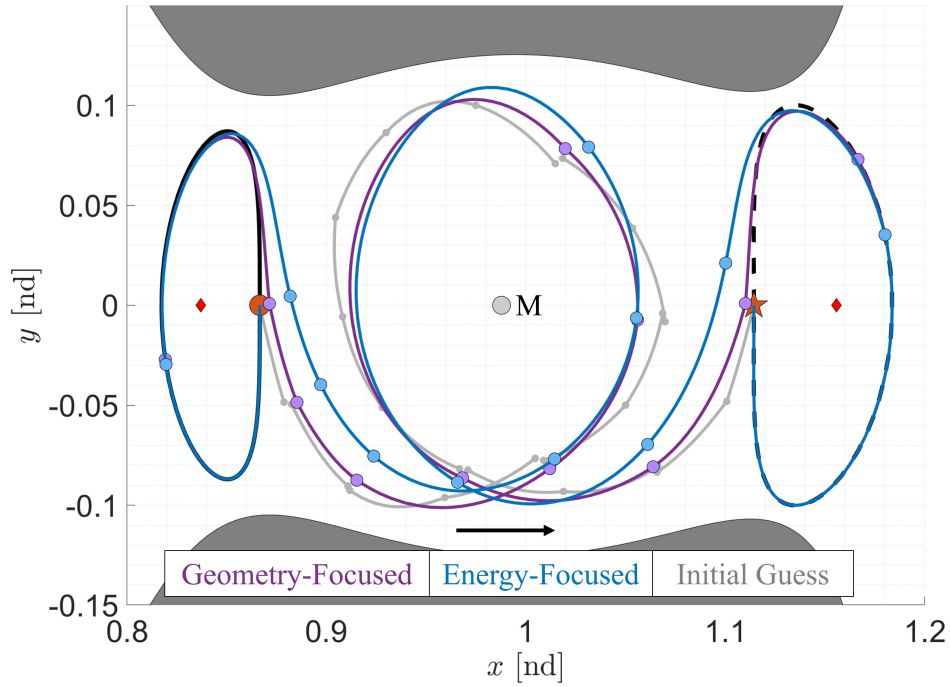 0.1
0.05
0
-0.05
-0.1
-0.15
y [nd]
M
Geometry-Focused Energy-Focused Initial Guess
0.8 0.9 1 1.1 1.2
x [nd]